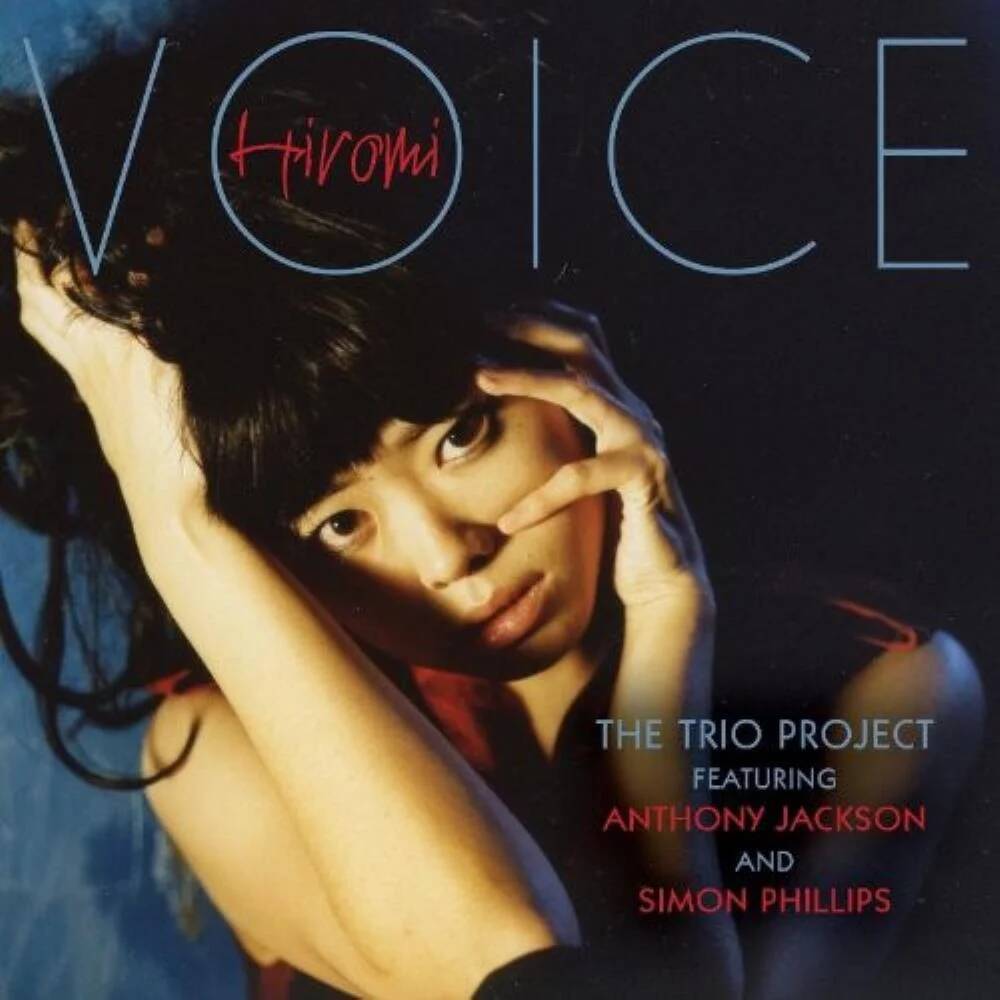 VOICE
Hiromi
THE TRIO PROJECT
FEATURING
ANTHONY JACKSON
AND
SIMON PHILLIPS